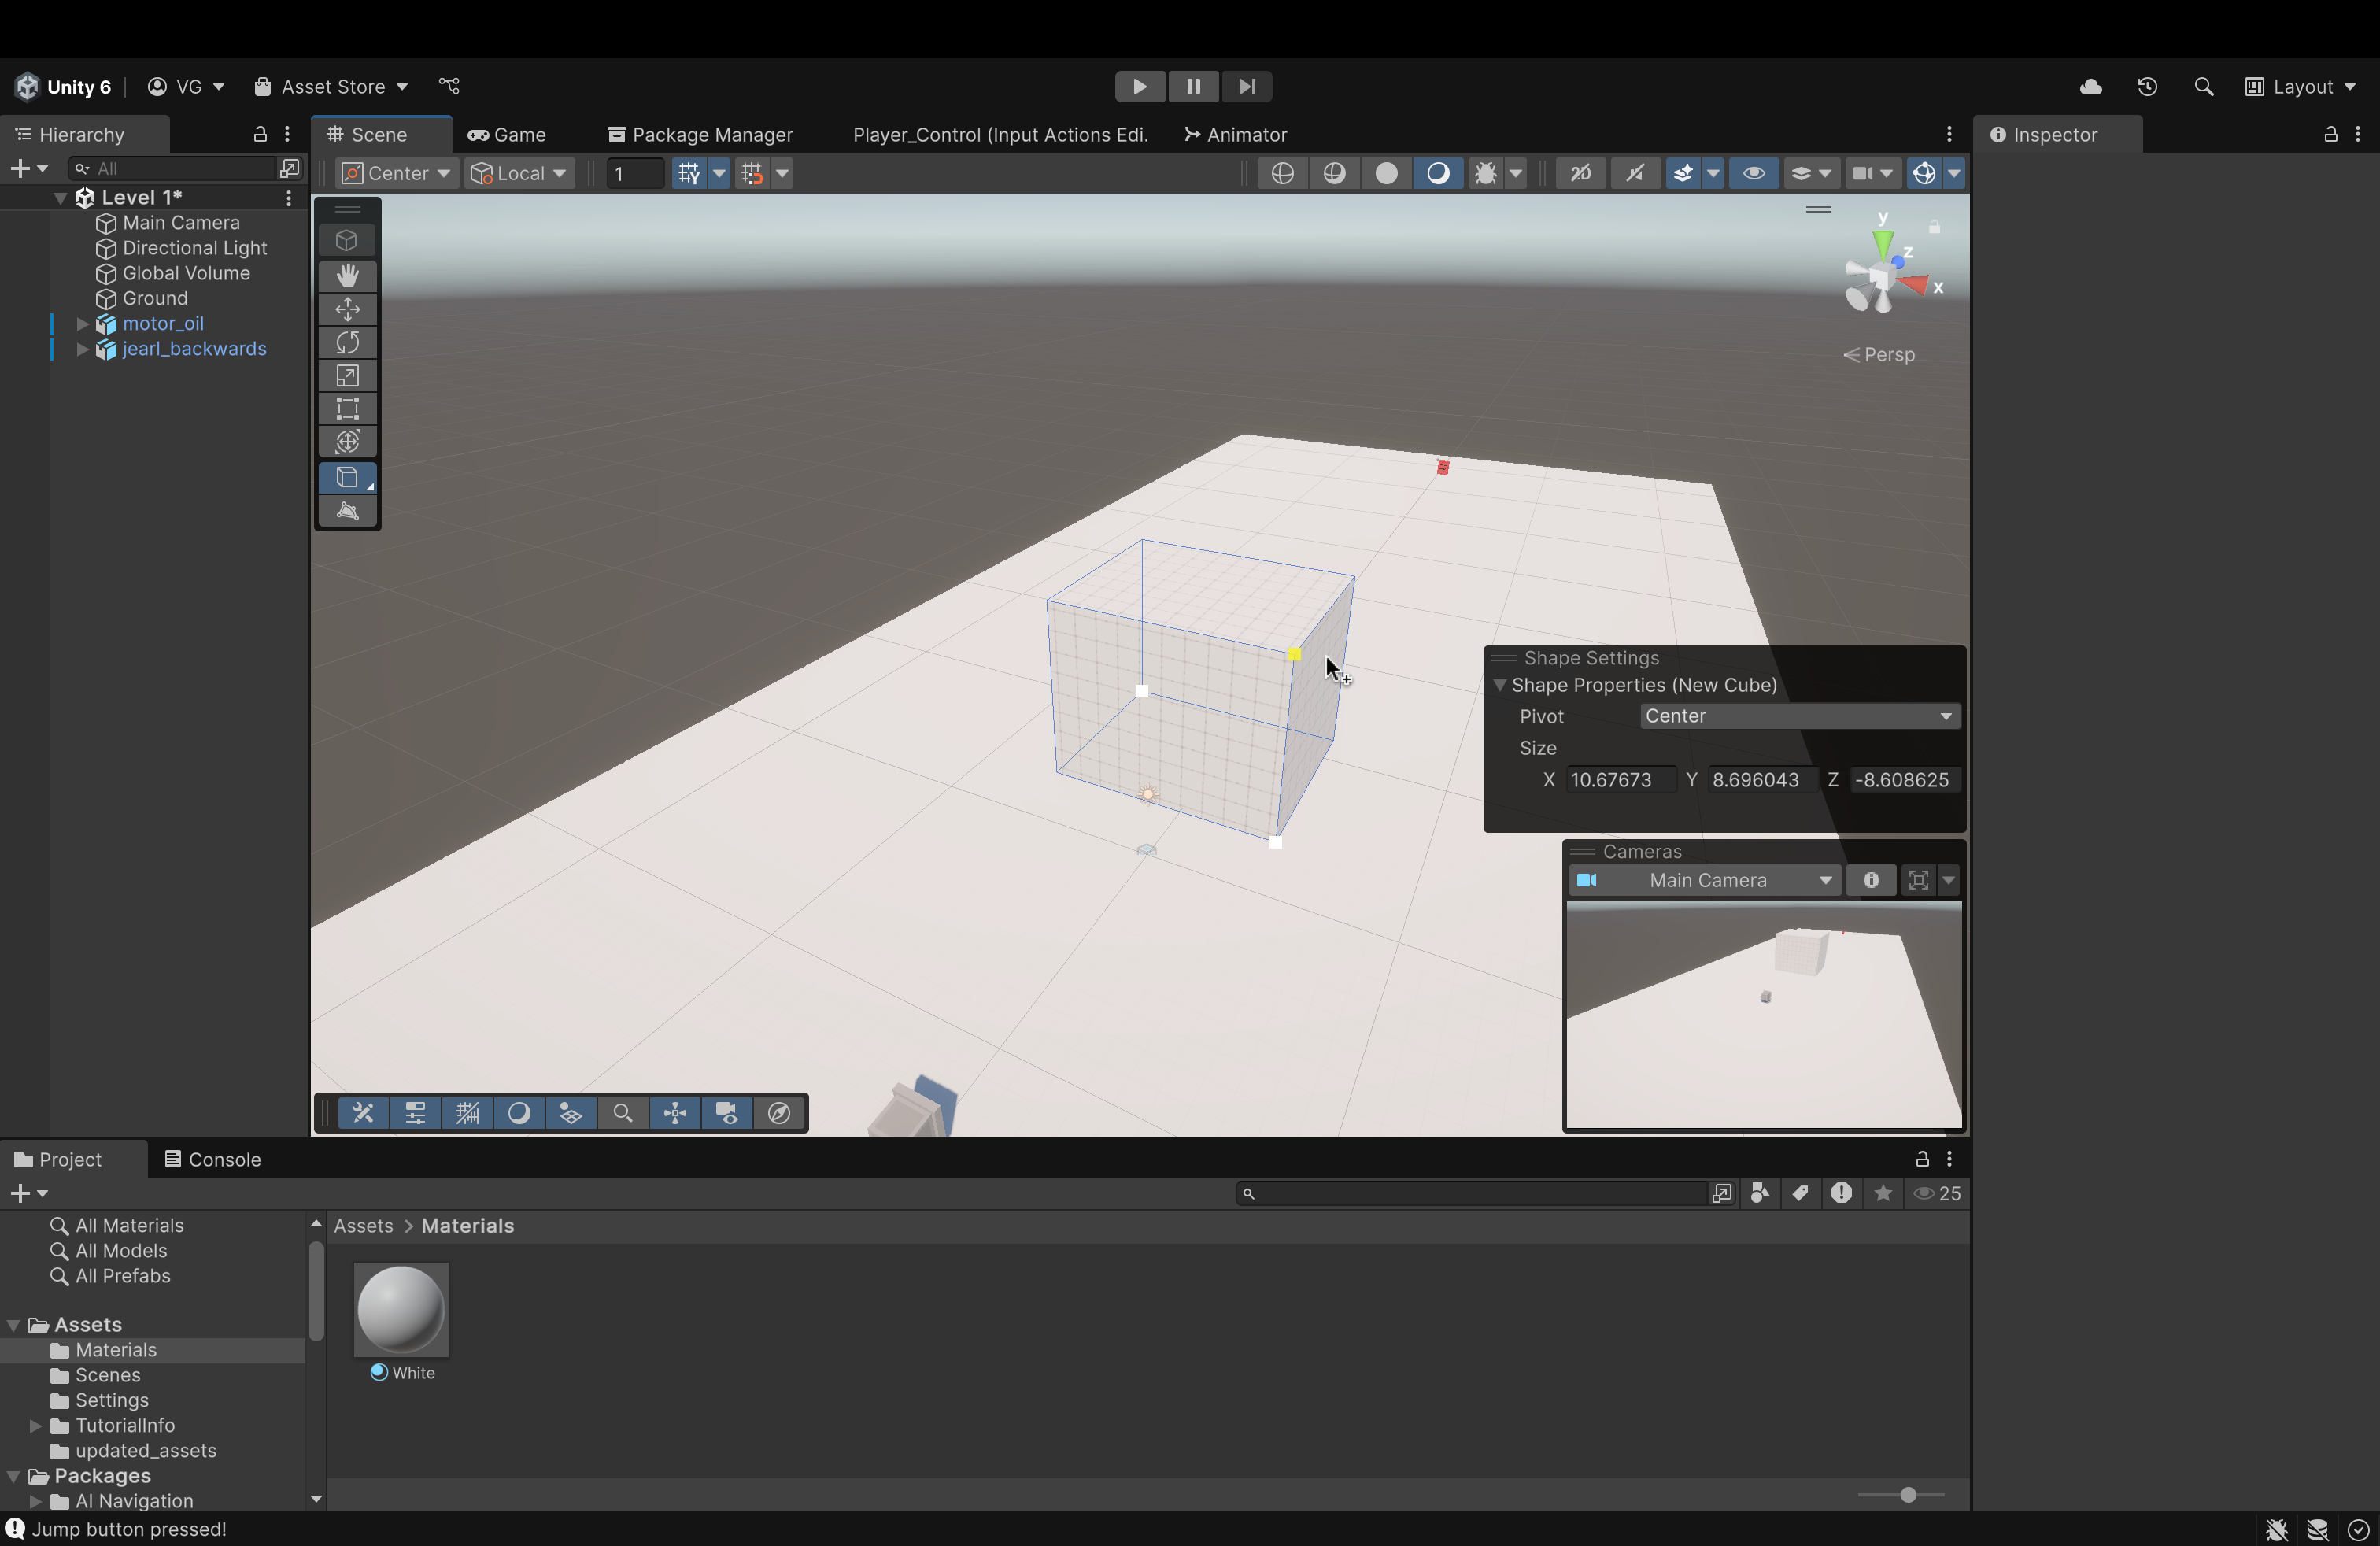 Unity 6 VG Asset Store Layout
Hierarchy Scene Game Package Manager Player_Control (Input Actions Edi. Animator Inspector
All Center Local 1 2D
Level 1*
Main Camera
Directional Light
Global Volume
Ground
motor_oil
jearl_backwards
y
z
x
Persp
Shape Settings
Shape Properties (New Cube)
Pivot Center
Size
X 10.67673 Y 8.696043 Z -8.608625
Cameras
Main Camera
Project Console
25
All Materials
All Models
All Prefabs
Assets
Materials
Scenes
Settings
TutorialInfo
updated_assets
Packages
AI Navigation
Assets > Materials
White
Jump button pressed!